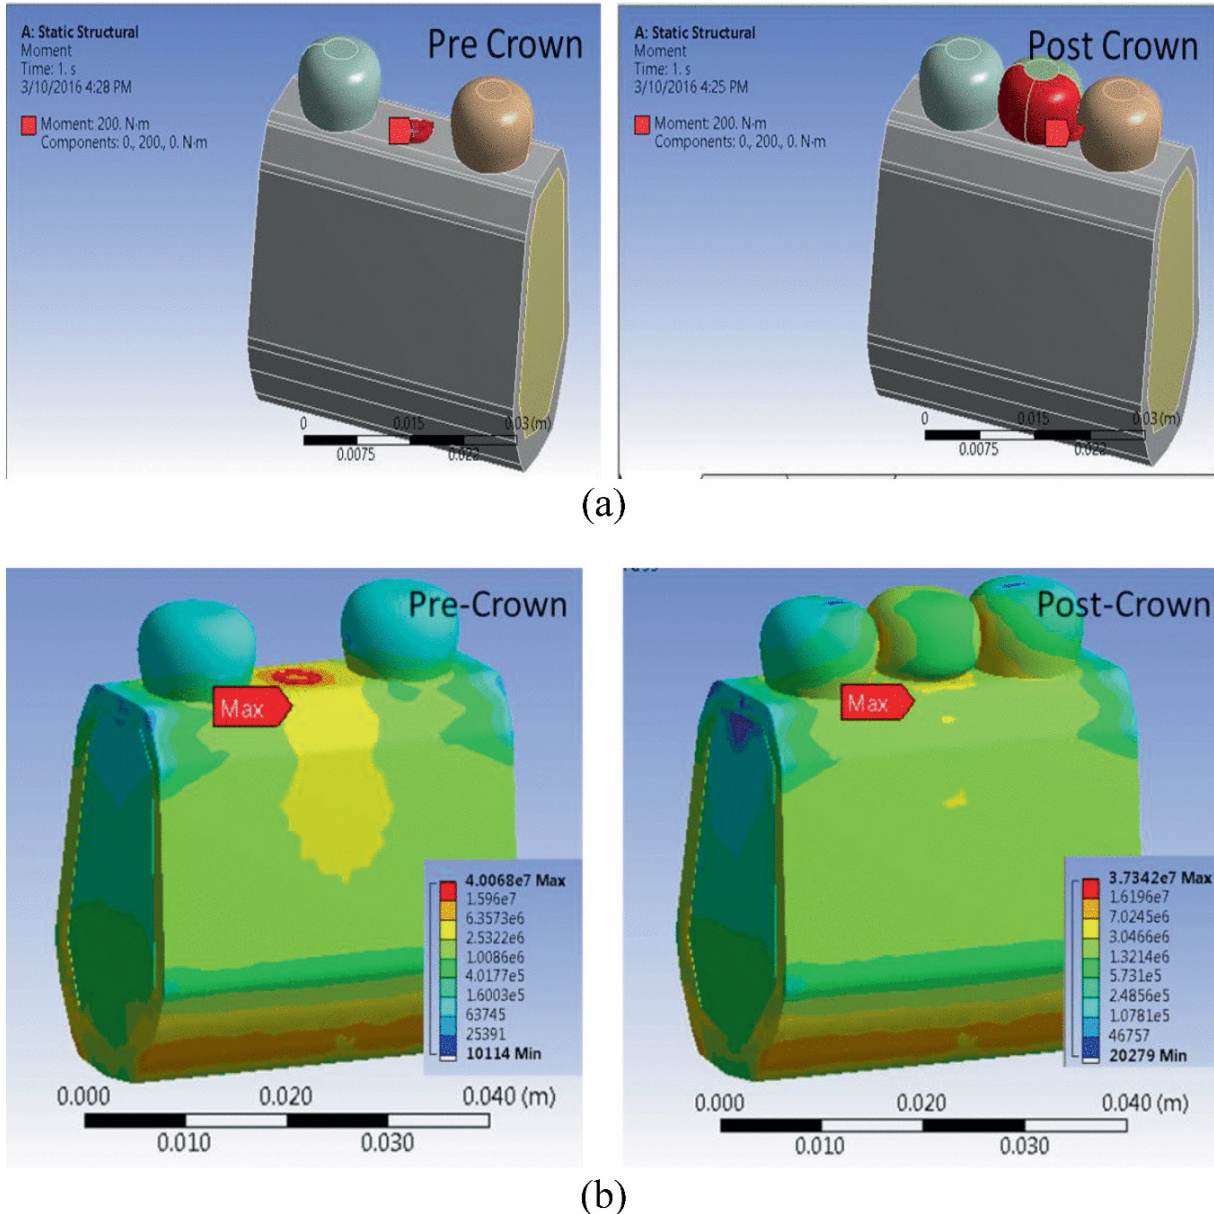 A: Static Structural
Moment
Time: 1. s
3/10/2016 4:28 PM
Pre Crown
Moment: 200. N·m
Components: 0., 200., 0. N·m
0 0.015 0.03 (m)
0.0075 0.022
A: Static Structural
Moment
Time: 1. s
3/10/2016 4:25 PM
Post Crown
Moment: 200. N·m
Components: 0., 200., 0. N·m
0 0.015 0.03 (m)
0.0075 0.022
(a)
Pre-Crown
Max
4.0068e7 Max
1.596e7
6.3573e6
2.5322e6
1.0086e6
4.0177e5
1.6003e5
63745
25391
10114 Min
0.000 0.020 0.040 (m)
0.010 0.030
Post-Crown
Max
3.7342e7 Max
1.6196e7
7.0245e6
3.0466e6
1.3214e6
5.731e5
2.4856e5
1.0781e5
46757
20279 Min
0.000 0.020 0.040 (m)
0.010 0.030
(b)